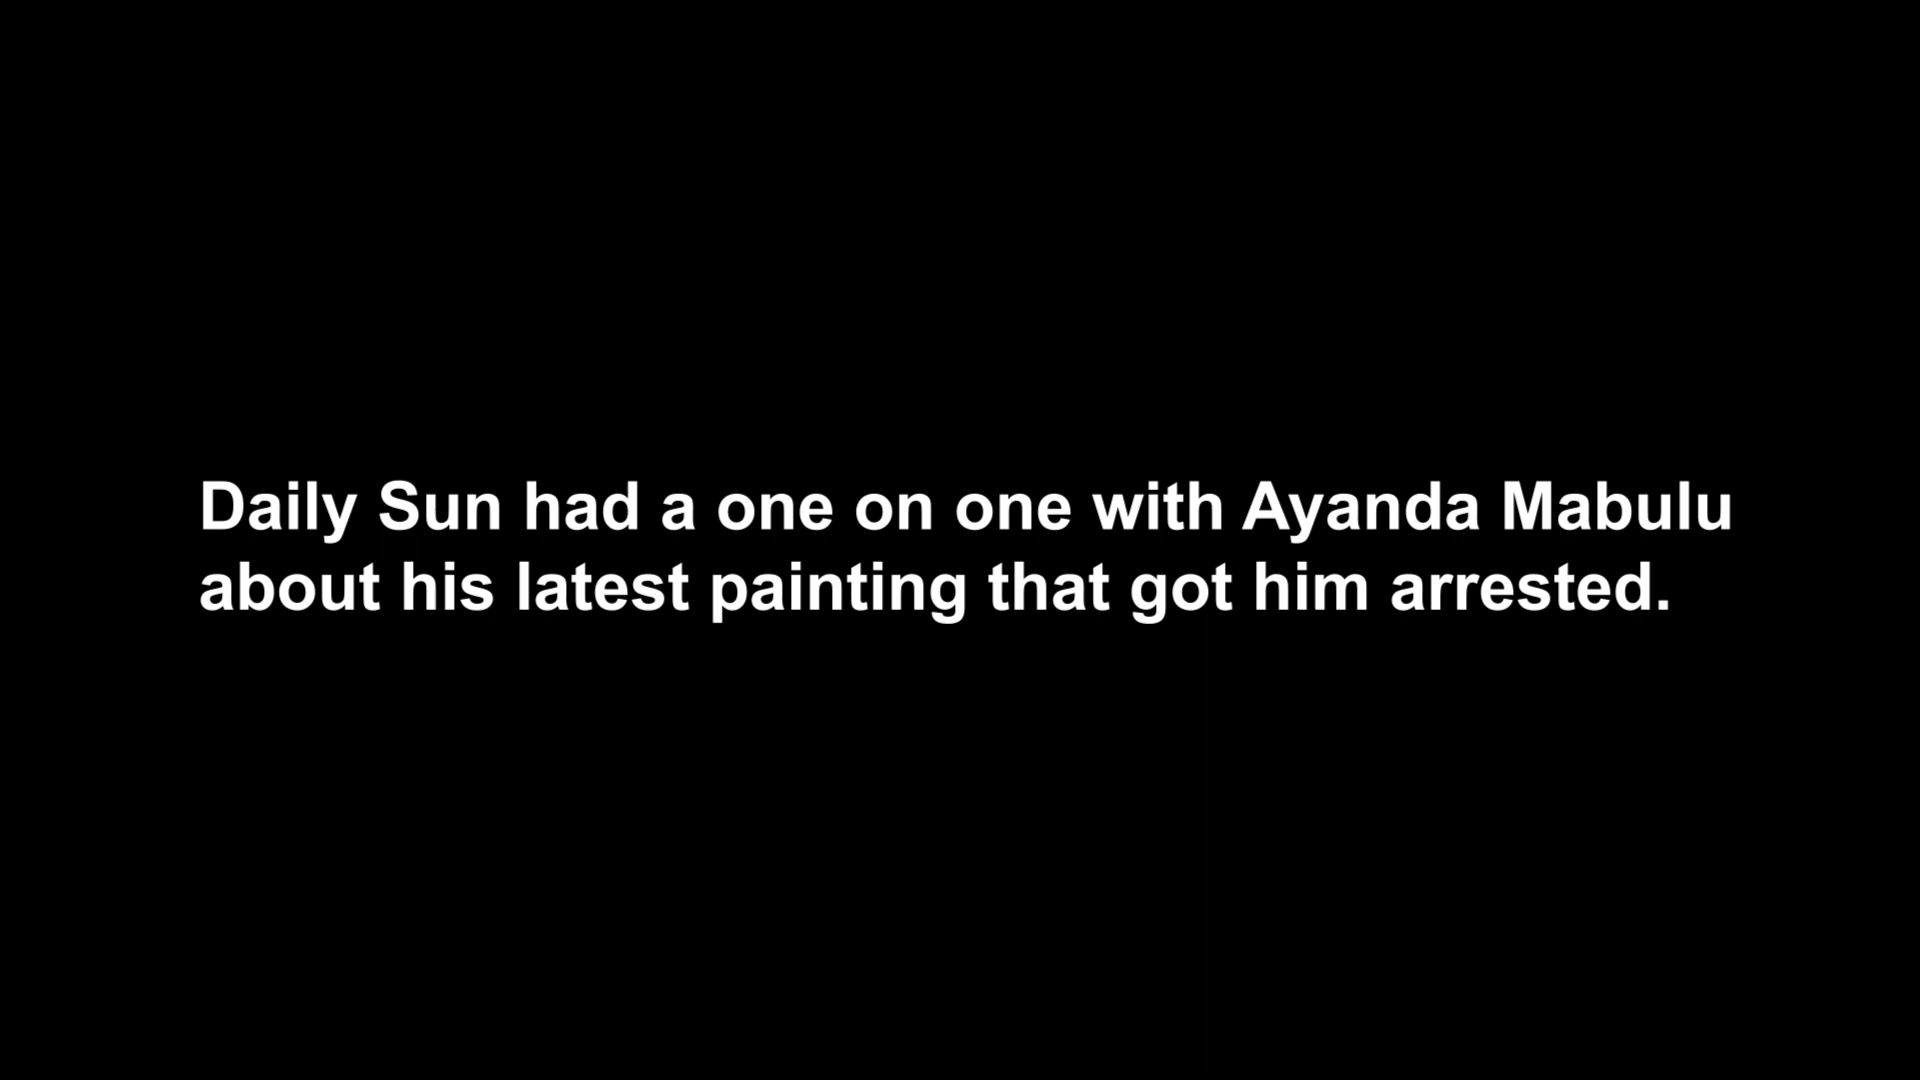 Daily Sun had a one on one with Ayanda Mabulu
about his latest painting that got him arrested.